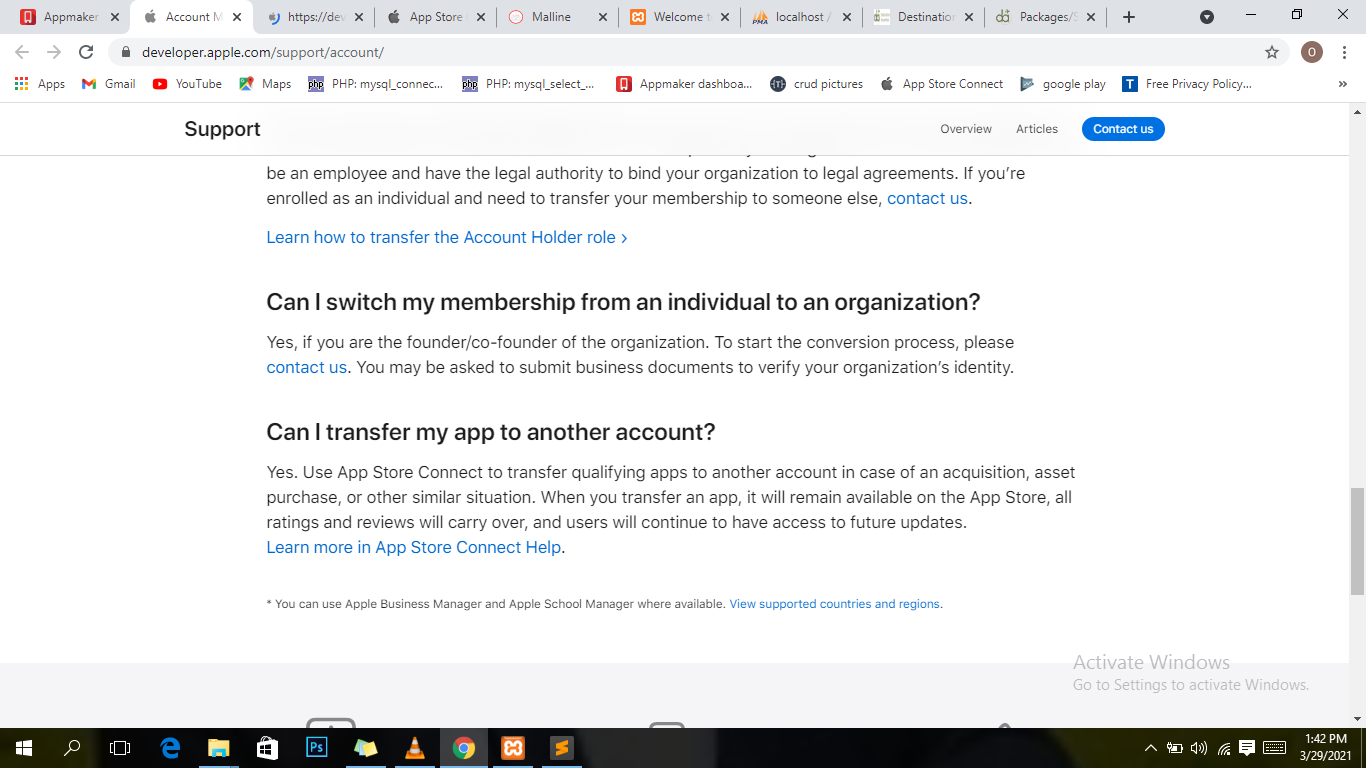 Appmaker
Account M
https://dev
App Store
Malline
Welcome t
localhost /
Destination
Packages/S
developer.apple.com/support/account/
O
Apps
Gmail
YouTube
Maps
php PHP: mysql_connec...
php PHP: mysql_select_...
Appmaker dashboa...
crud pictures
App Store Connect
google play
T Free Privacy Policy...
»
Support
Overview
Articles
Contact us
be an employee and have the legal authority to bind your organization to legal agreements. If you're
enrolled as an individual and need to transfer your membership to someone else, contact us.
Learn how to transfer the Account Holder role >
Can I switch my membership from an individual to an organization?
Yes, if you are the founder/co-founder of the organization. To start the conversion process, please
contact us. You may be asked to submit business documents to verify your organization's identity.
Can I transfer my app to another account?
Yes. Use App Store Connect to transfer qualifying apps to another account in case of an acquisition, asset
purchase, or other similar situation. When you transfer an app, it will remain available on the App Store, all
ratings and reviews will carry over, and users will continue to have access to future updates.
Learn more in App Store Connect Help.
* You can use Apple Business Manager and Apple School Manager where available. View supported countries and regions.
Activate Windows
Go to Settings to activate Windows.
Ps
1:42 PM
3/29/2021